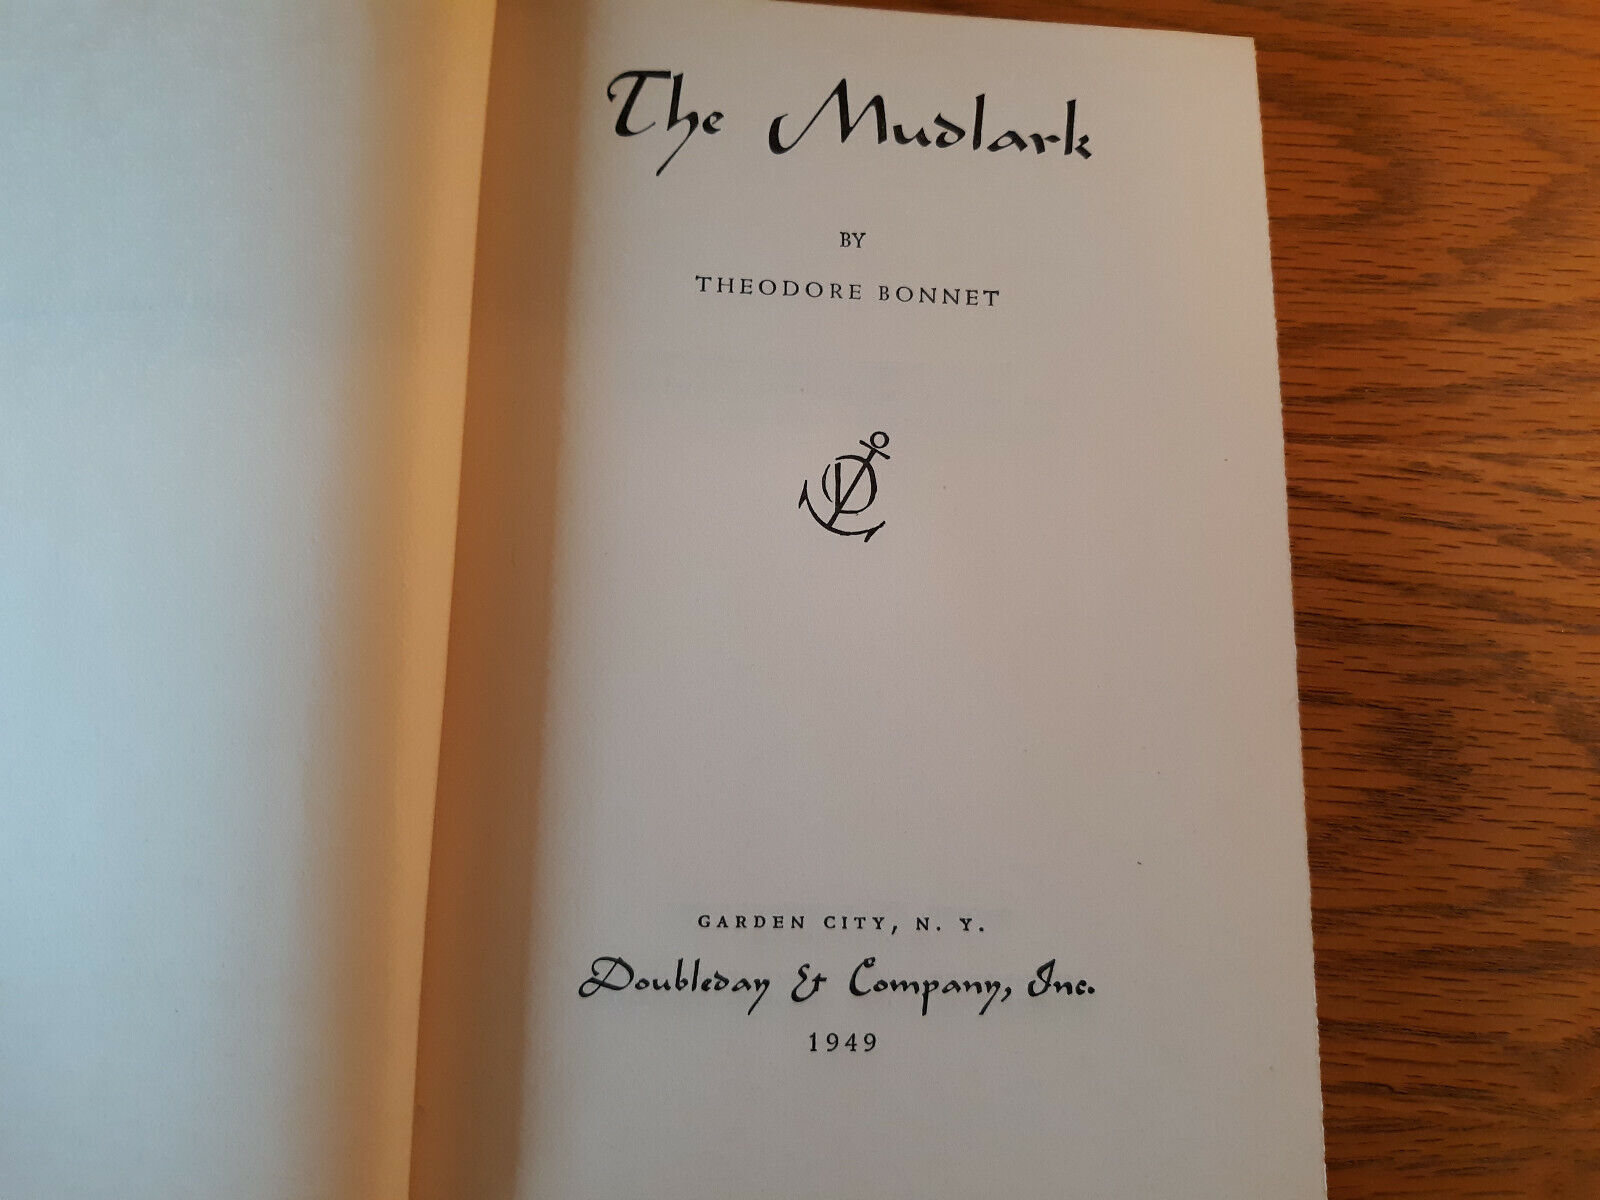 The Mudlark
BY
THEODORE BONNET
D
GARDEN CITY, N. Y.
Doubleday & Company, Inc.
1949